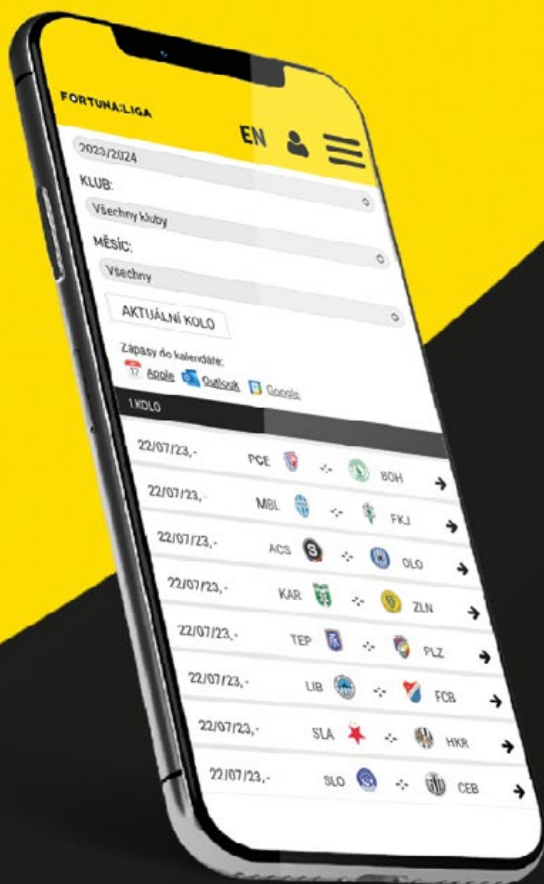 FORTUNA:LIGA
EN
2023/2024
KLUB:
Všechny kluby
MĚSÍC:
Všechny
AKTUÁLNÍ KOLO
Zápasy do kalendáře:
Apple Outlook Google
1.KOLO
22/07/23,- PCE -:- BOH
22/07/23,- MBL -:- FKJ
22/07/23,- ACS -:- OLO
22/07/23,- KAR -:- ZLN
22/07/23,- TEP -:- PLZ
22/07/23,- LIB -:- FCB
22/07/23,- SLA -:- HKR
22/07/23,- SLO -:- CEB